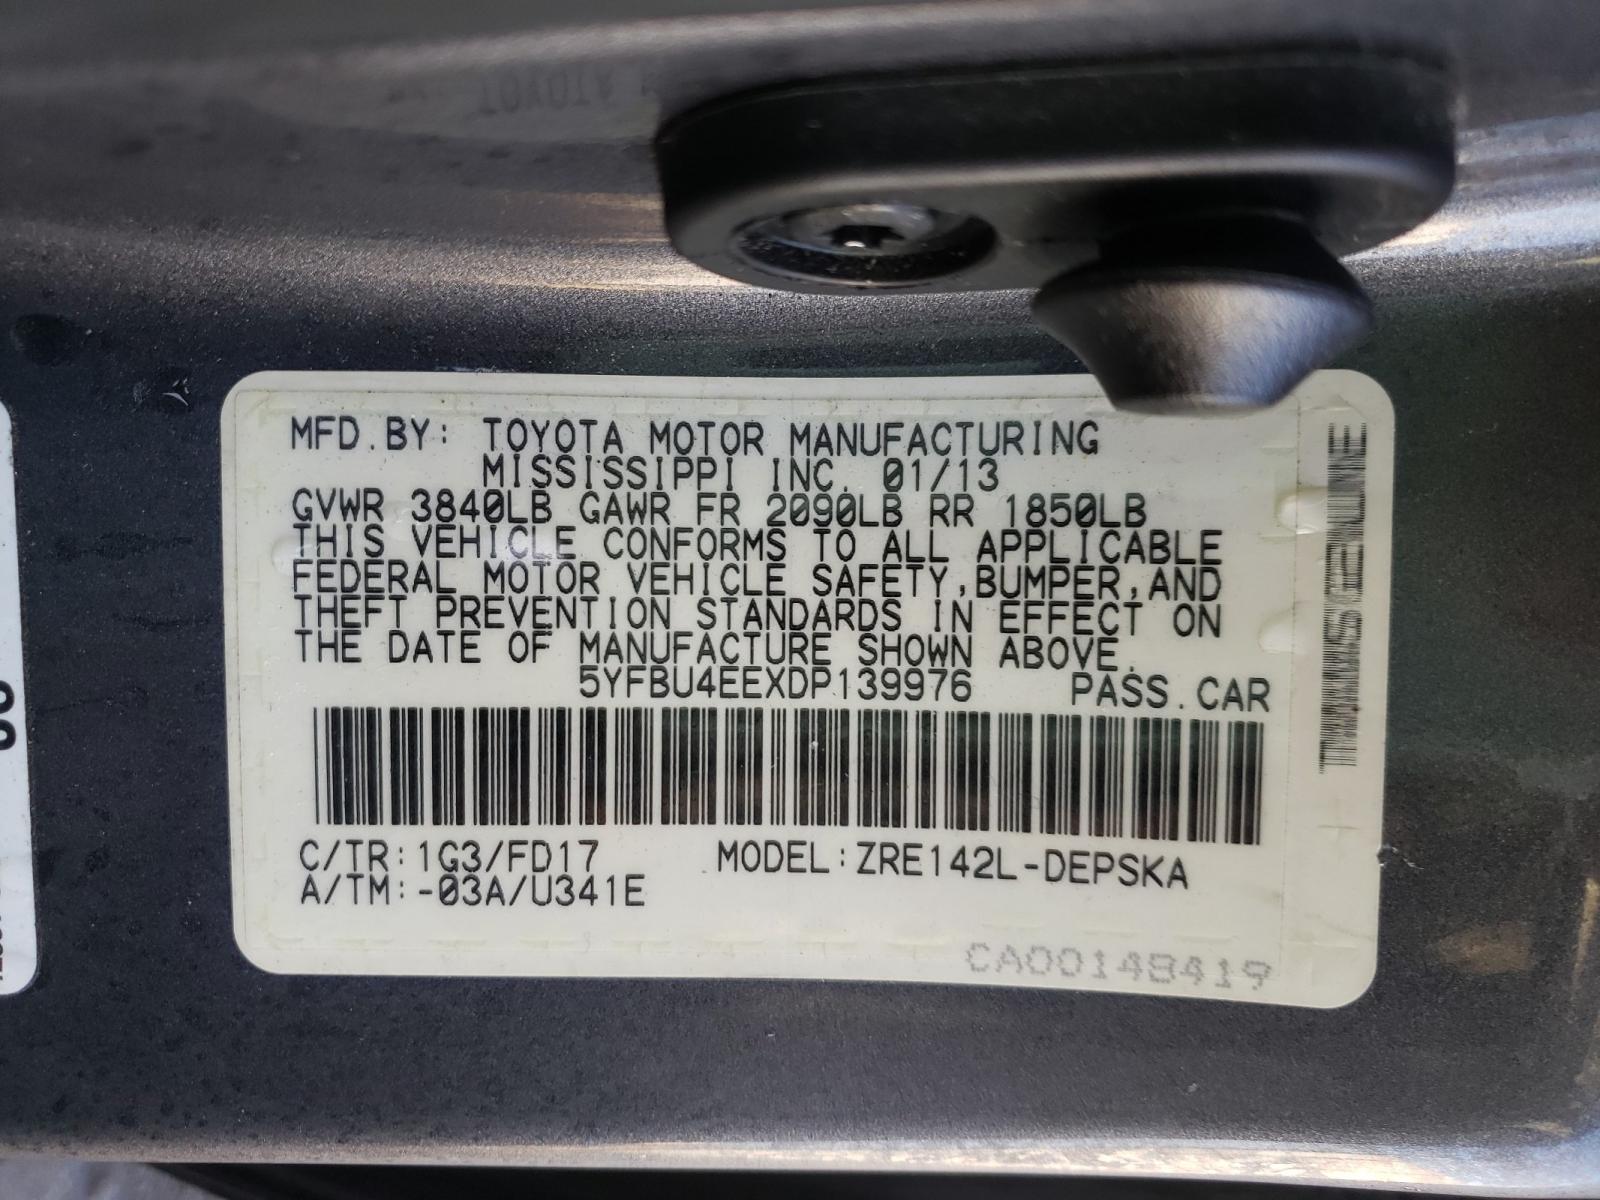 MFD.BY: TOYOTA MOTOR MANUFACTURING
MISSISSIPPI INC. 01/13
GVWR 3840LB GAWR FR 2090LB RR 1850LB
THIS VEHICLE CONFORMS TO ALL APPLICABLE
FEDERAL MOTOR VEHICLE SAFETY,BUMPER,AND
THEFT PREVENTION STANDARDS IN EFFECT ON
THE DATE OF MANUFACTURE SHOWN ABOVE.
5YFBU4EEXDP139976 PASS.CAR
C/TR:1G3/FD17 MODEL:ZRE142L-DEPSKA
A/TM:-03A/U341E
CA00148419